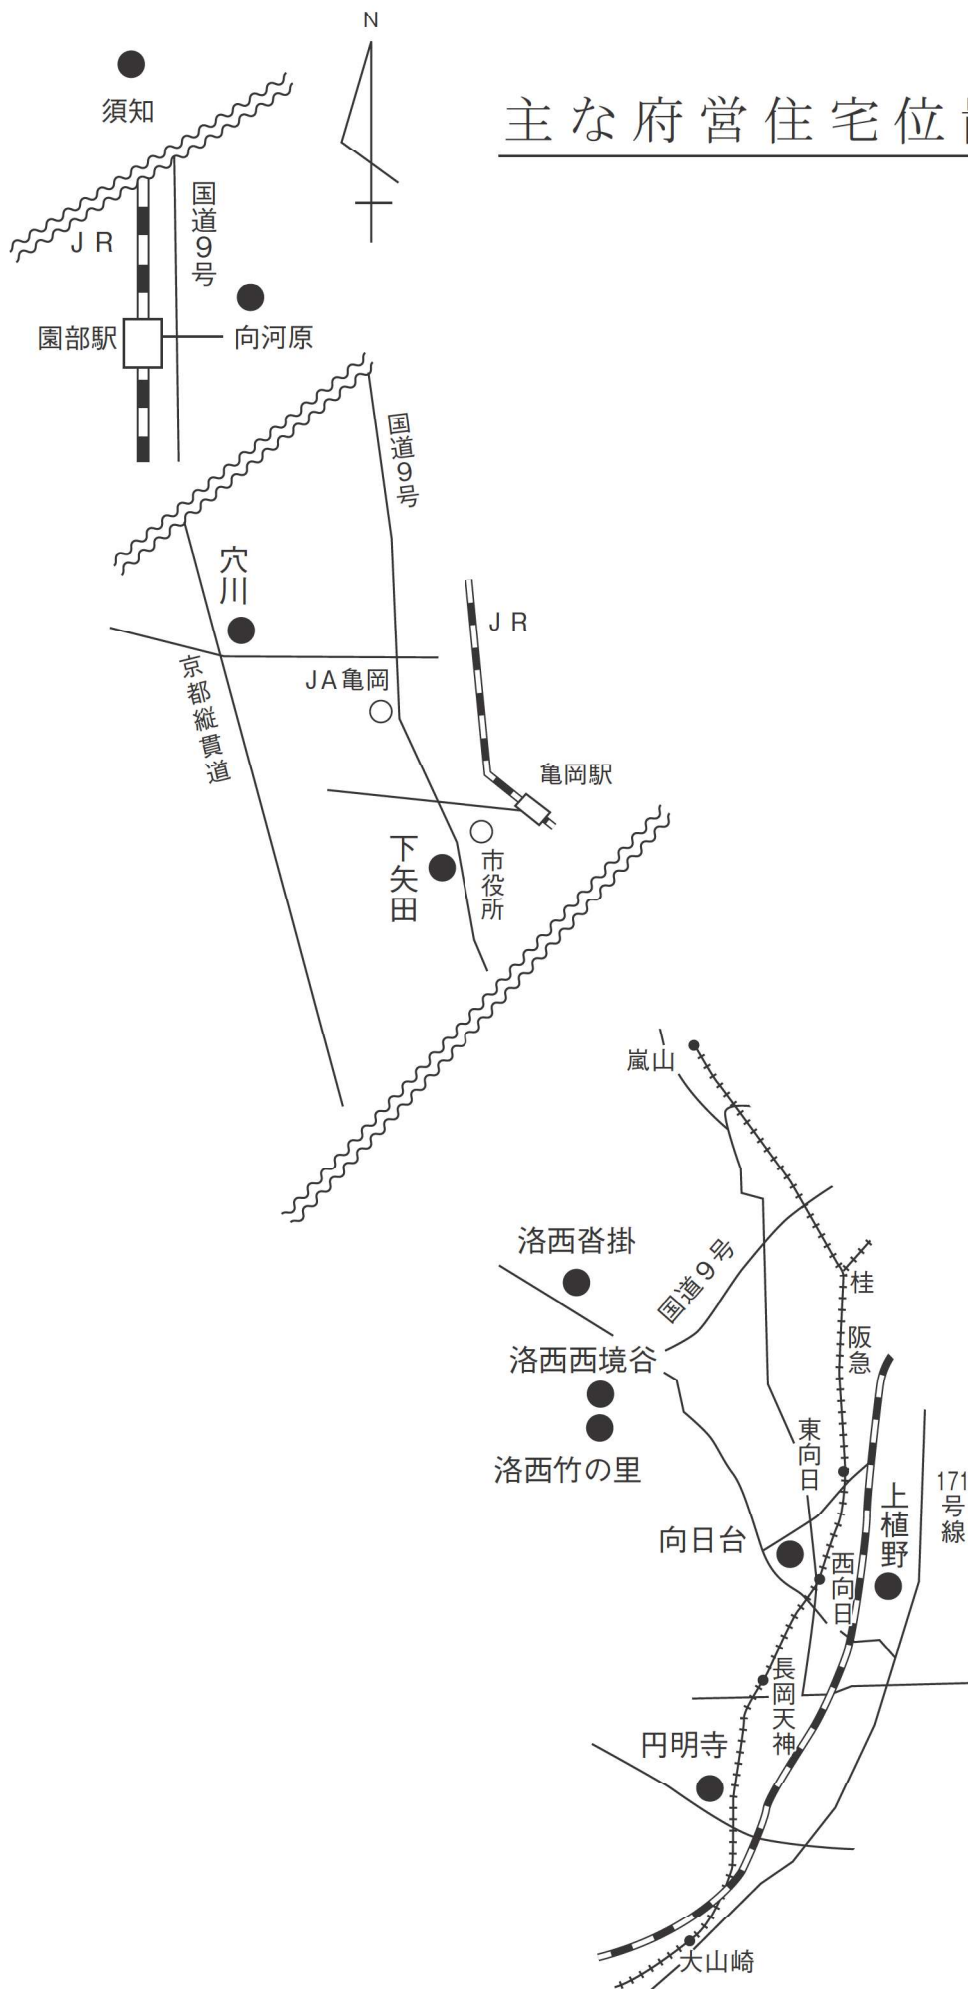 N
須知
主な府営住宅位
国道9号
JR
園部駅
向河原
国道9号
穴川
JR
京都縦貫道
JA亀岡
亀岡駅
下矢田
市役所
嵐山
洛西沓掛
国道9号
桂
阪急
洛西西境谷
東向日
洛西竹の里
171号線
上植野
向日台
西向日
長岡天神
円明寺
大山崎